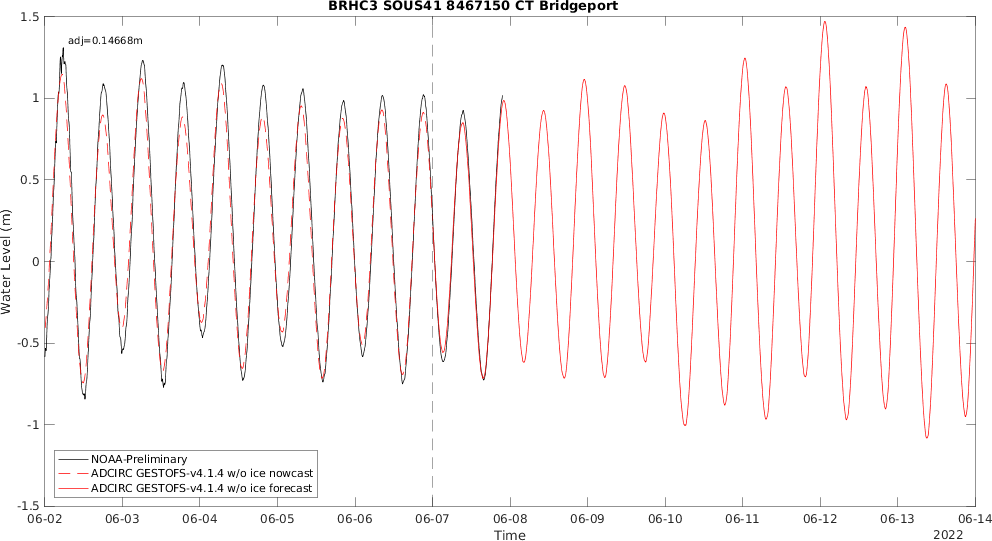 BRHC3 SOUS41 8467150 CT Bridgeport
adj=0.14668m
1.5
1
0.5
0
-0.5
-1
-1.5
Water Level (m)
NOAA-Preliminary
ADCIRC GESTOFS-v4.1.4 w/o ice nowcast
ADCIRC GESTOFS-v4.1.4 w/o ice forecast
06-02 06-03 06-04 06-05 06-06 06-07 06-08 06-09 06-10 06-11 06-12 06-13 06-14
Time
2022